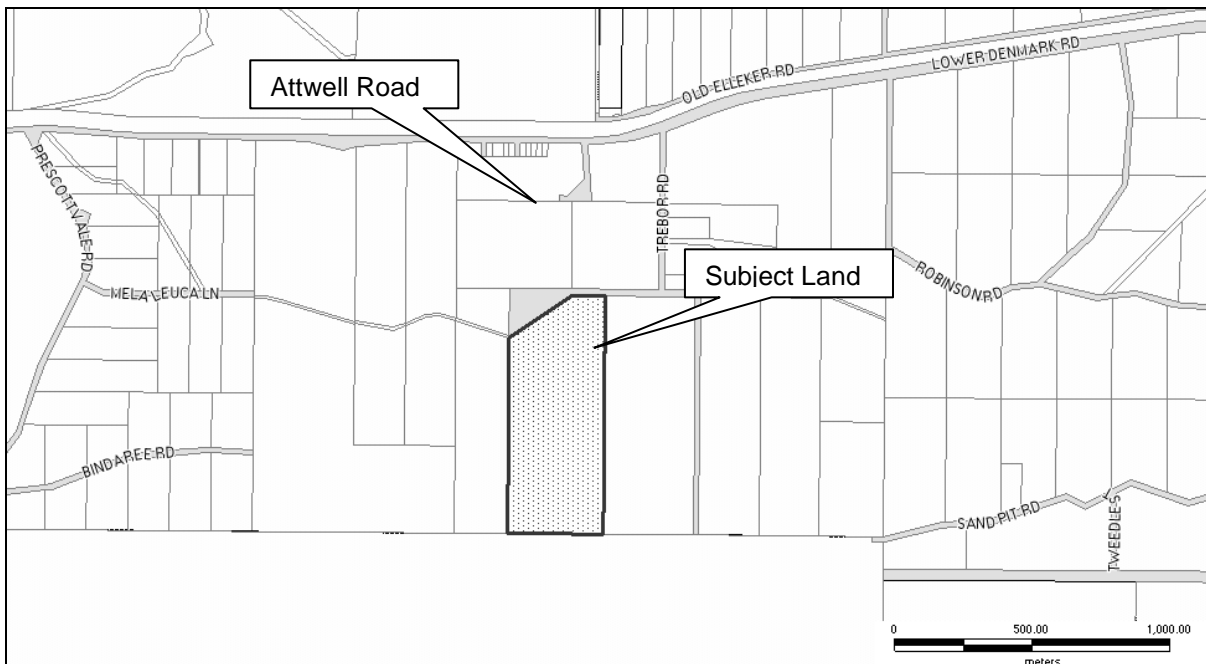 Attwell Road
OLD ELLEKER RD
LOWER DENMARK RD
PRESCOTT VALE RD
TREBOR RD
Subject Land
MELALEUCA LN
ROBINSON RD
BINDAREE RD
SAND PIT RD
TWEEDLES
0 500.00 1,000.00
meters